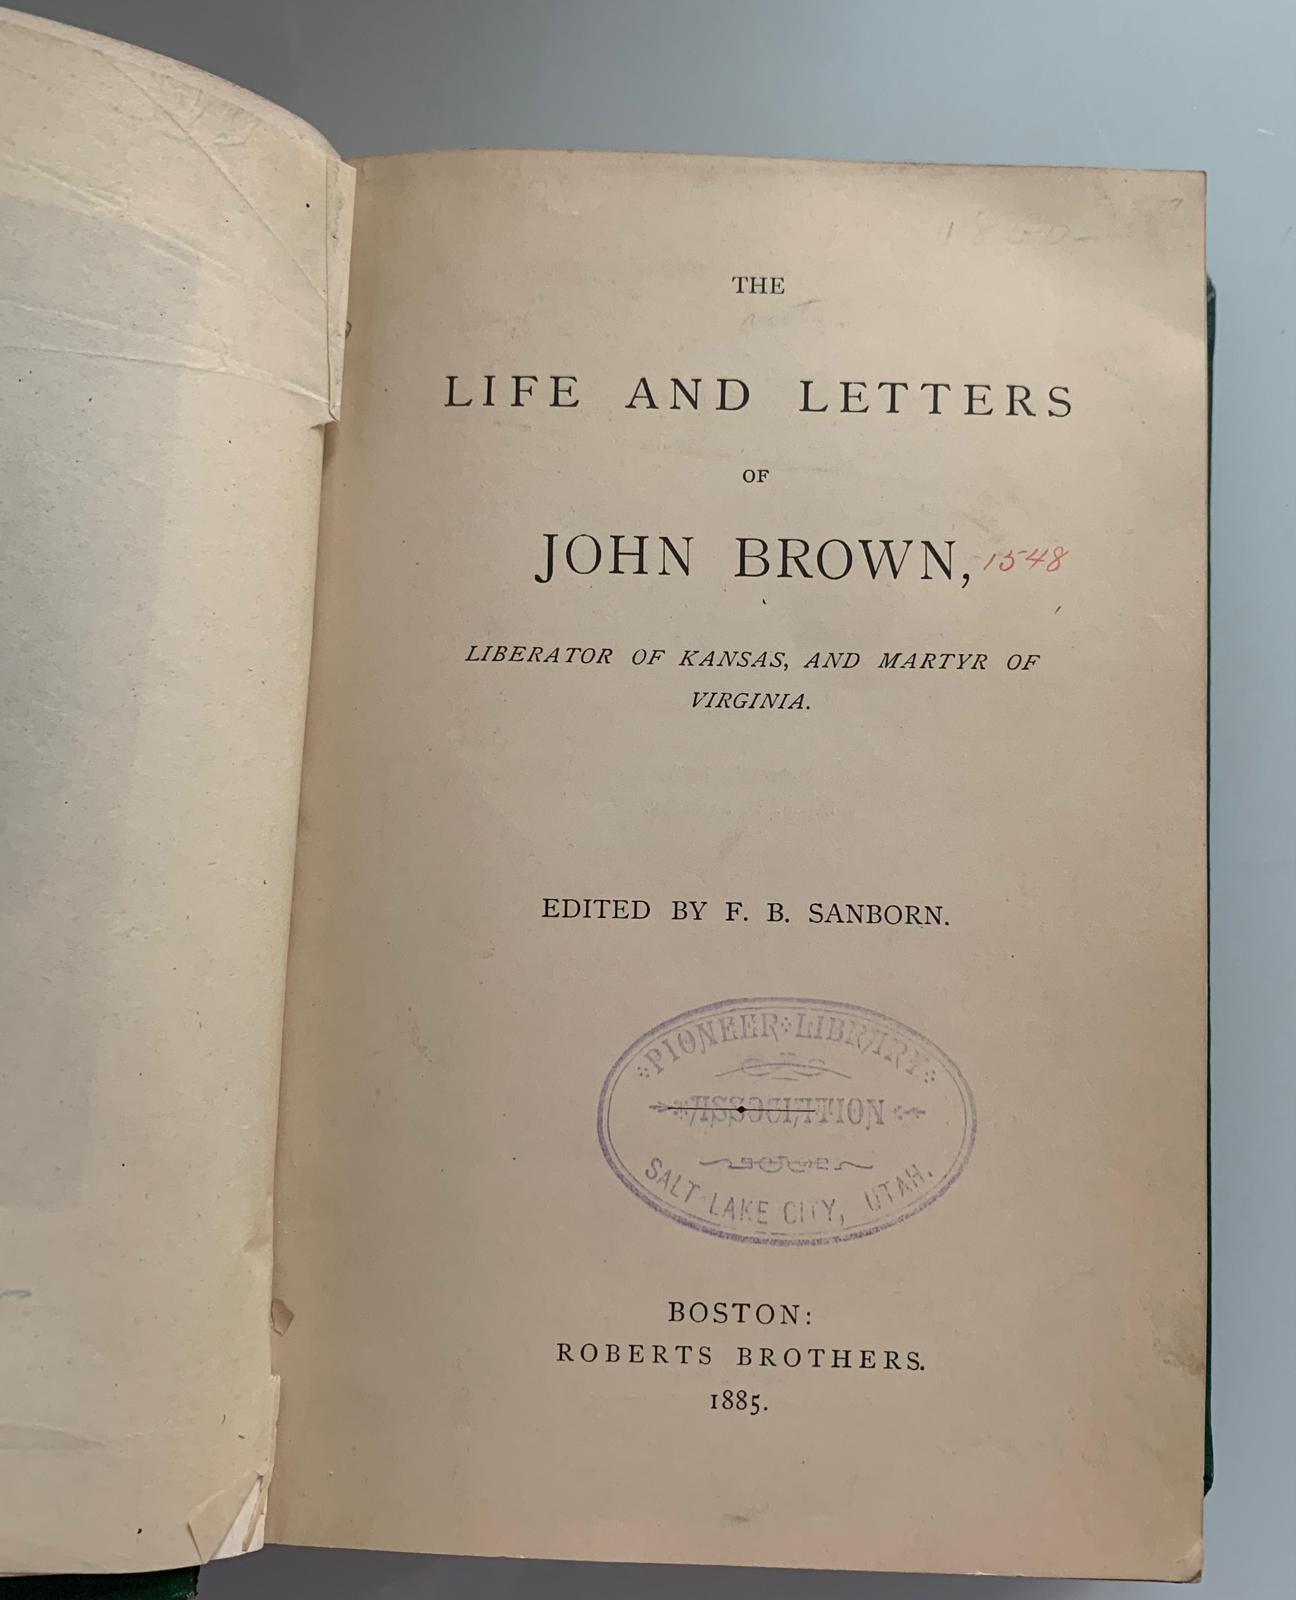 THE
LIFE AND LETTERS
OF
JOHN BROWN, 1548
LIBERATOR OF KANSAS, AND MARTYR OF
VIRGINIA.
EDITED BY F. B. SANBORN.
PIONEER LIBRARY
ASSOCIATION
SALT LAKE CITY, UTAH.
BOSTON:
ROBERTS BROTHERS.
1885.